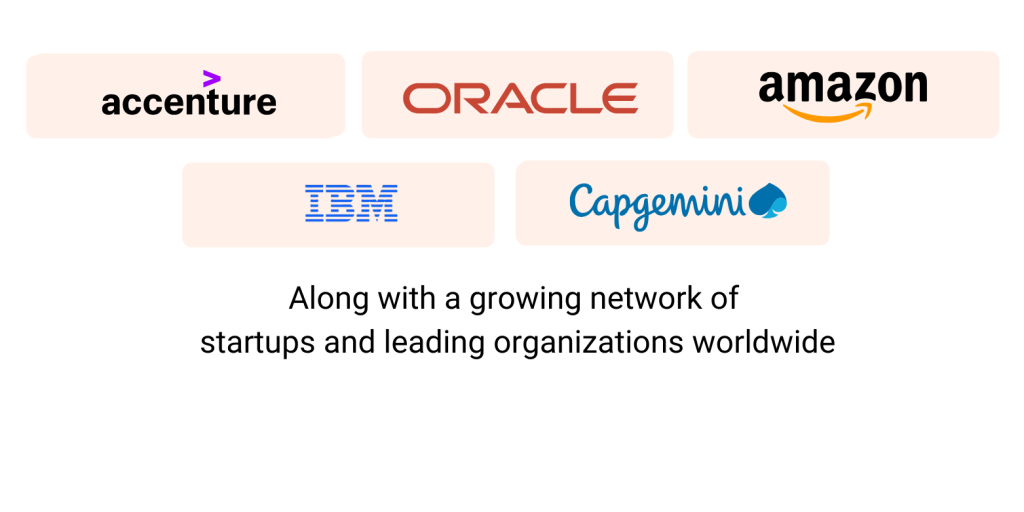 accenture
ORACLE
amazon
IBM
Capgemini
Along with a growing network of
startups and leading organizations worldwide